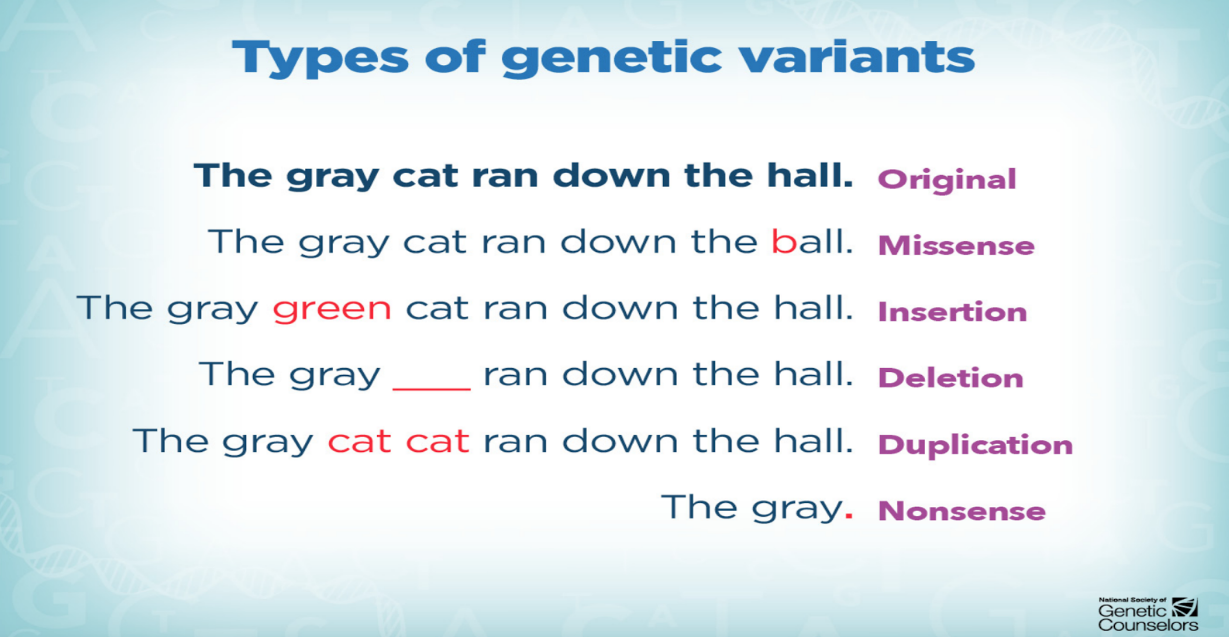 Types of genetic variants
The gray cat ran down the hall. Original
The gray cat ran down the ball. Missense
The gray green cat ran down the hall. Insertion
The gray ____ ran down the hall. Deletion
The gray cat cat ran down the hall. Duplication
The gray. Nonsense
National Society of
Genetic
Counselors